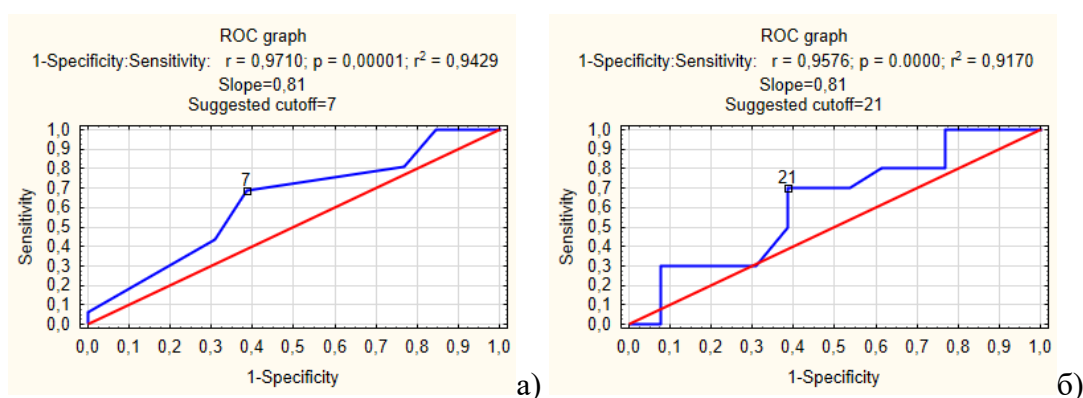 ROC graph
1-Specificity:Sensitivity: r = 0,9710; p = 0,00001; r² = 0,9429
Slope=0,81
Suggested cutoff=7
1,0
0,9
0,8
0,7
0,6
0,5
0,4
0,3
0,2
0,1
0,0
Sensitivity
7
0,0 0,1 0,2 0,3 0,4 0,5 0,6 0,7 0,8 0,9 1,0
1-Specificity
а)
ROC graph
1-Specificity:Sensitivity: r = 0,9576; p = 0.0000; r² = 0,9170
Slope=0,81
Suggested cutoff=21
1,0
0,9
0,8
0,7
0,6
0,5
0,4
0,3
0,2
0,1
0,0
Sensitivity
21
0,0 0,1 0,2 0,3 0,4 0,5 0,6 0,7 0,8 0,9 1,0
1-Specificity
б)